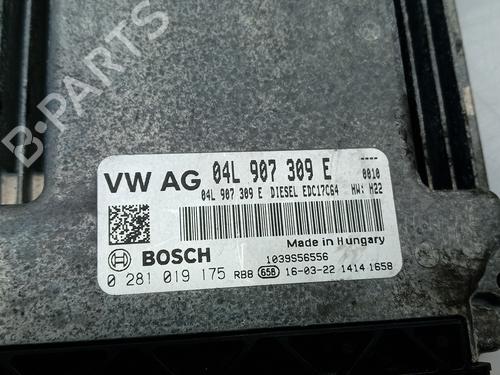 B-PARTS
VW AG 04L 907 309 E ----
04L 907 309 E DIESEL EDC17C64 0010
HW: H22
BOSCH
Made in Hungary
1039S56556
0 281 019 175 RBB 658 16-03-22 1414 1658